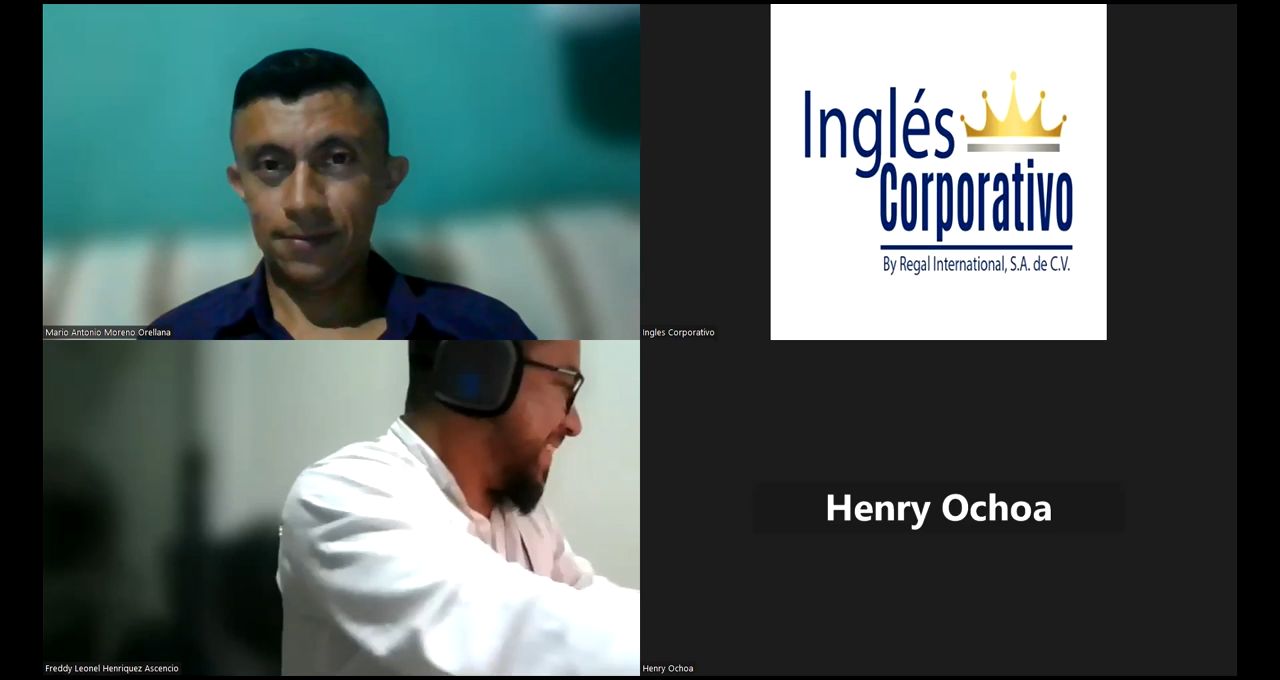 Mario Antonio Moreno Orellana
Inglés
Corporativo
By Regal International, S.A. de C.V.
Ingles Corporativo
Henry Ochoa
Freddy Leonel Henriquez Ascencio
Henry Ochoa